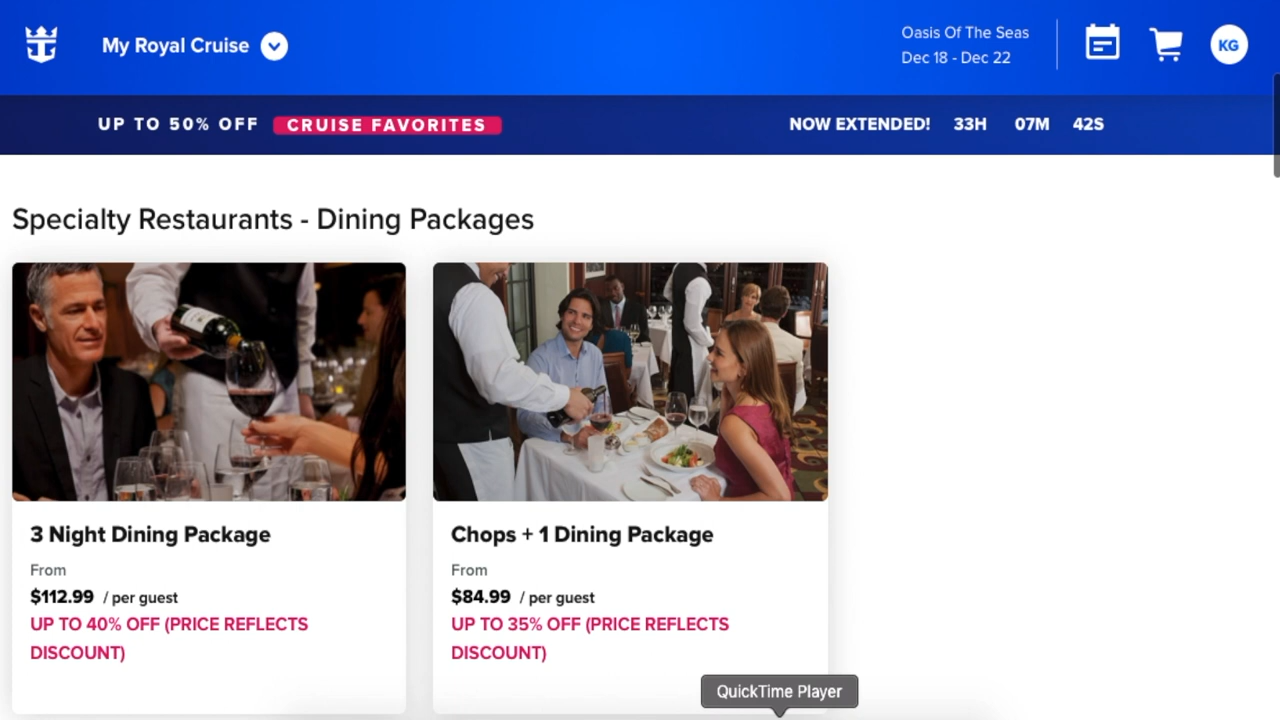 My Royal Cruise
Oasis Of The Seas
Dec 18 - Dec 22
KG
UP TO 50% OFF CRUISE FAVORITES
NOW EXTENDED! 33H 07M 42S
Specialty Restaurants - Dining Packages
3 Night Dining Package
From
$112.99 / per guest
UP TO 40% OFF (PRICE REFLECTS
DISCOUNT)
Chops + 1 Dining Package
From
$84.99 / per guest
UP TO 35% OFF (PRICE REFLECTS
DISCOUNT)
QuickTime Player